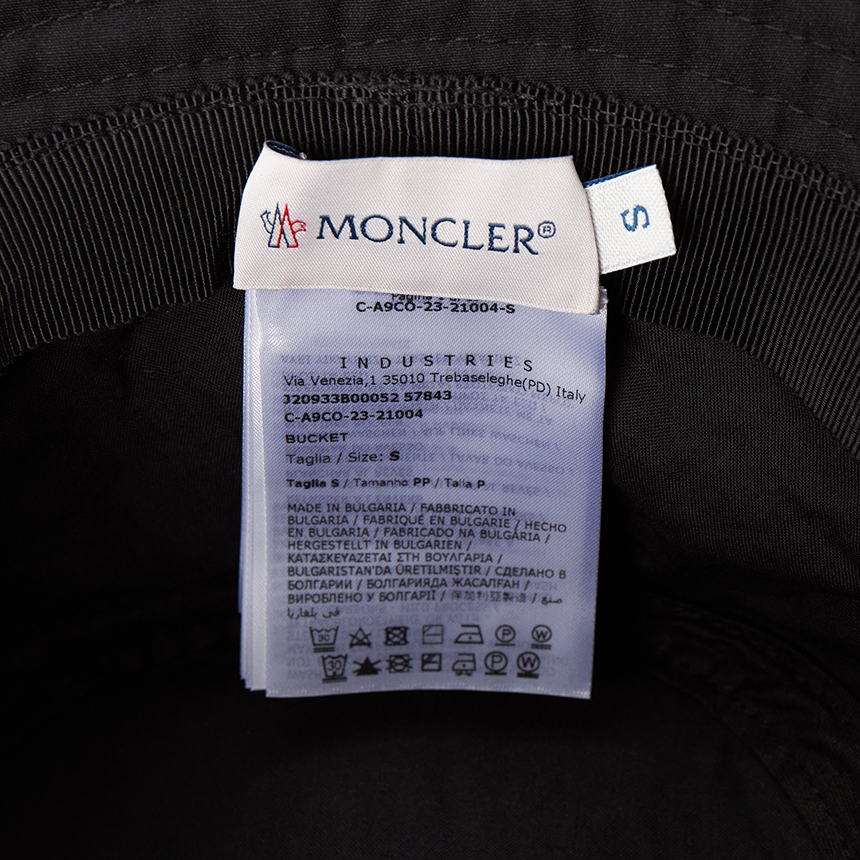 MONCLER®
S
C-A9CO-23-21004-S
INDUSTRIES
Via Venezia,1 35010 Trebaseleghe(PD) Italy
J20933B00052 57843
C-A9CO-23-21004
BUCKET
Taglia / Size: S
Taglia S / Tamanho PP / Talla P
MADE IN BULGARIA / FABBRICATO IN
BULGARIA / FABRIQUÉ EN BULGARIE / HECHO
EN BULGARIA / FABRICADO NA BULGÁRIA /
HERGESTELLT IN BULGARIEN /
ΚΑΤΑΣΚΕΥΑΖΕΤΑΙ ΣΤΗ ΒΟΥΛΓΑΡΙΑ /
BULGARISTAN'DA ÜRETILMIŞTIR / СДЕЛАНО В
БОЛГАРИИ / БОЛГАРИЯДА ЖАСАЛҒАН /
ВИРОБЛЕНО У БОЛГАРІЇ / 保加利亞製造 / صنع
في بلغاريا